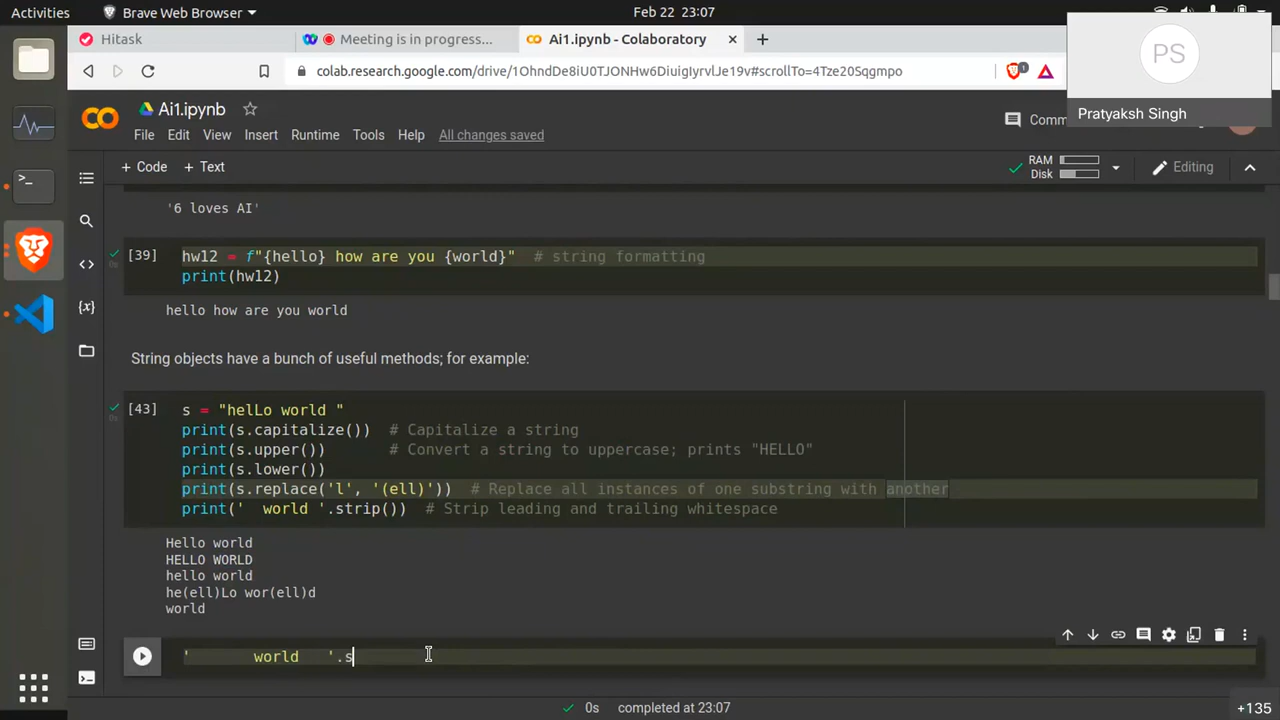 Activities
Brave Web Browser
Feb 22 23:07
Hitask
Meeting is in progress...
Ai1.ipynb - Colaboratory
colab.research.google.com/drive/1OhndDe8iU0TJONHw6DiuigIyrvlJe19v#scrollTo=4Tze20Sqgmpo
1
PS
Pratyaksh Singh
Ai1.ipynb
File Edit View Insert Runtime Tools Help All changes saved
+ Code + Text
RAM
Disk
Editing
'6 loves AI'
[39] hw12 = f"{hello} how are you {world}" # string formatting
print(hw12)
0s
hello how are you world
String objects have a bunch of useful methods; for example:
[43] s = "helLo world "
print(s.capitalize()) # Capitalize a string
print(s.upper()) # Convert a string to uppercase; prints "HELLO"
print(s.lower())
print(s.replace('l', '(ell)')) # Replace all instances of one substring with another
print('  world '.strip()) # Strip leading and trailing whitespace
0s
Hello world
HELLO WORLD
hello world
he(ell)Lo wor(ell)d
world
'       world   '.s
0s completed at 23:07
+135